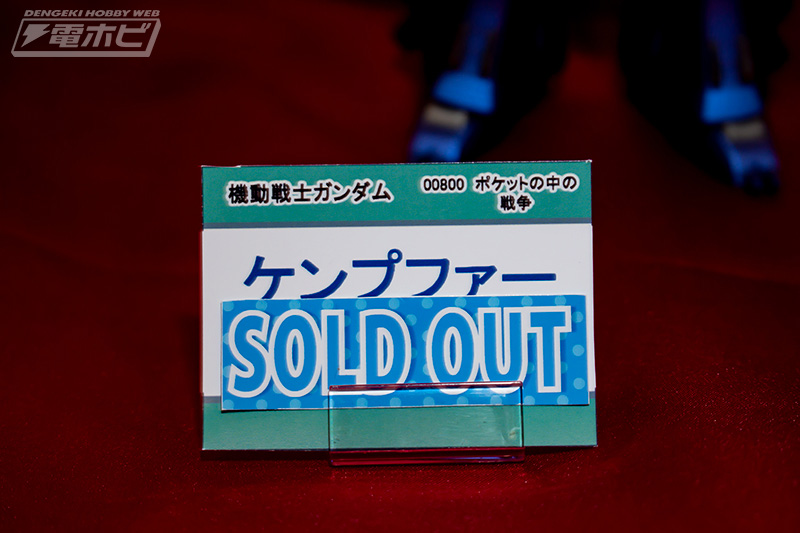 DENGEKI HOBBY WEB
電ホビ
機動戦士ガンダム
00800 ポケットの中の
戦争
ケンプファー
SOLD OUT